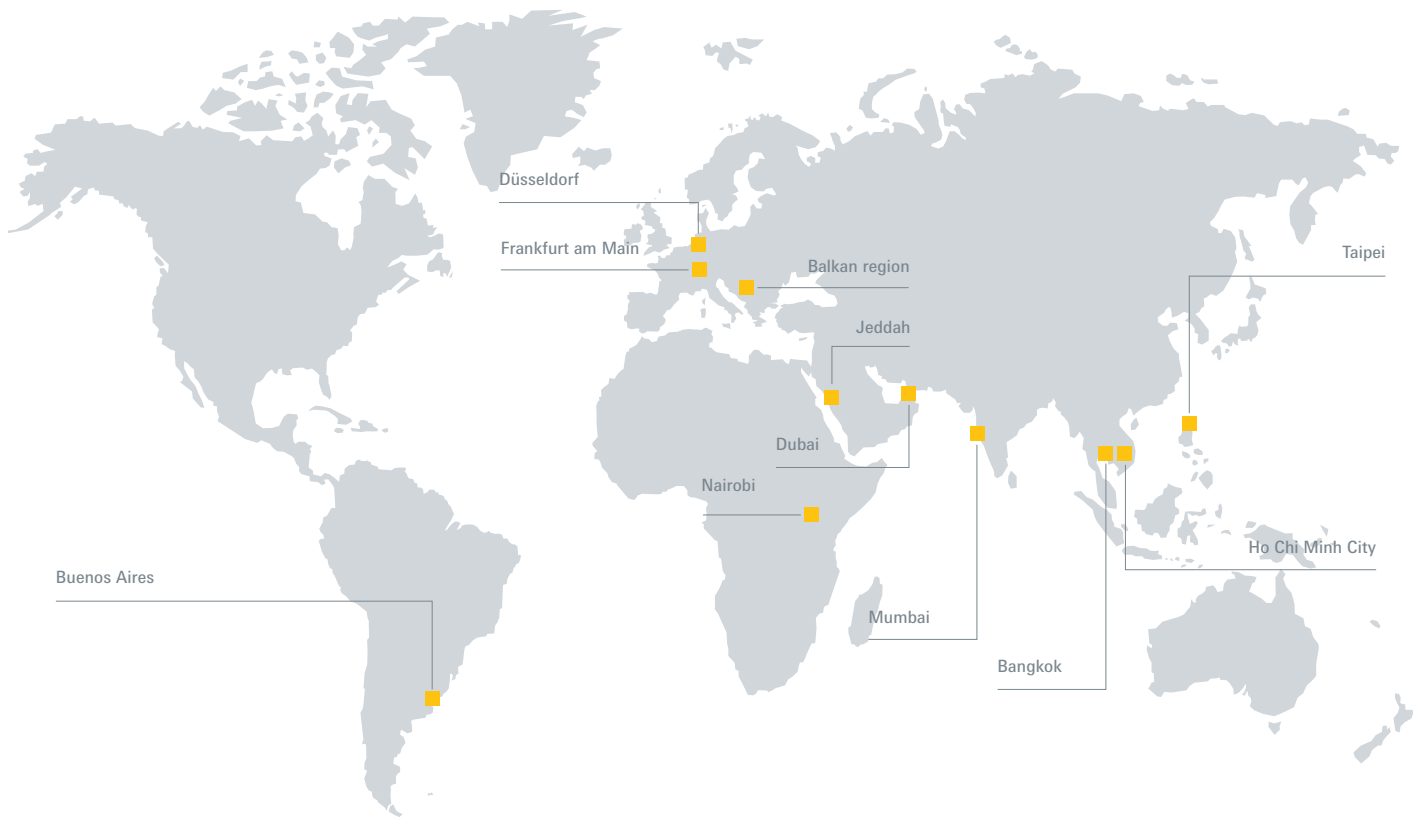 Düsseldorf
Frankfurt am Main
Balkan region
Taipei
Jeddah
Dubai
Nairobi
Ho Chi Minh City
Buenos Aires
Mumbai
Bangkok